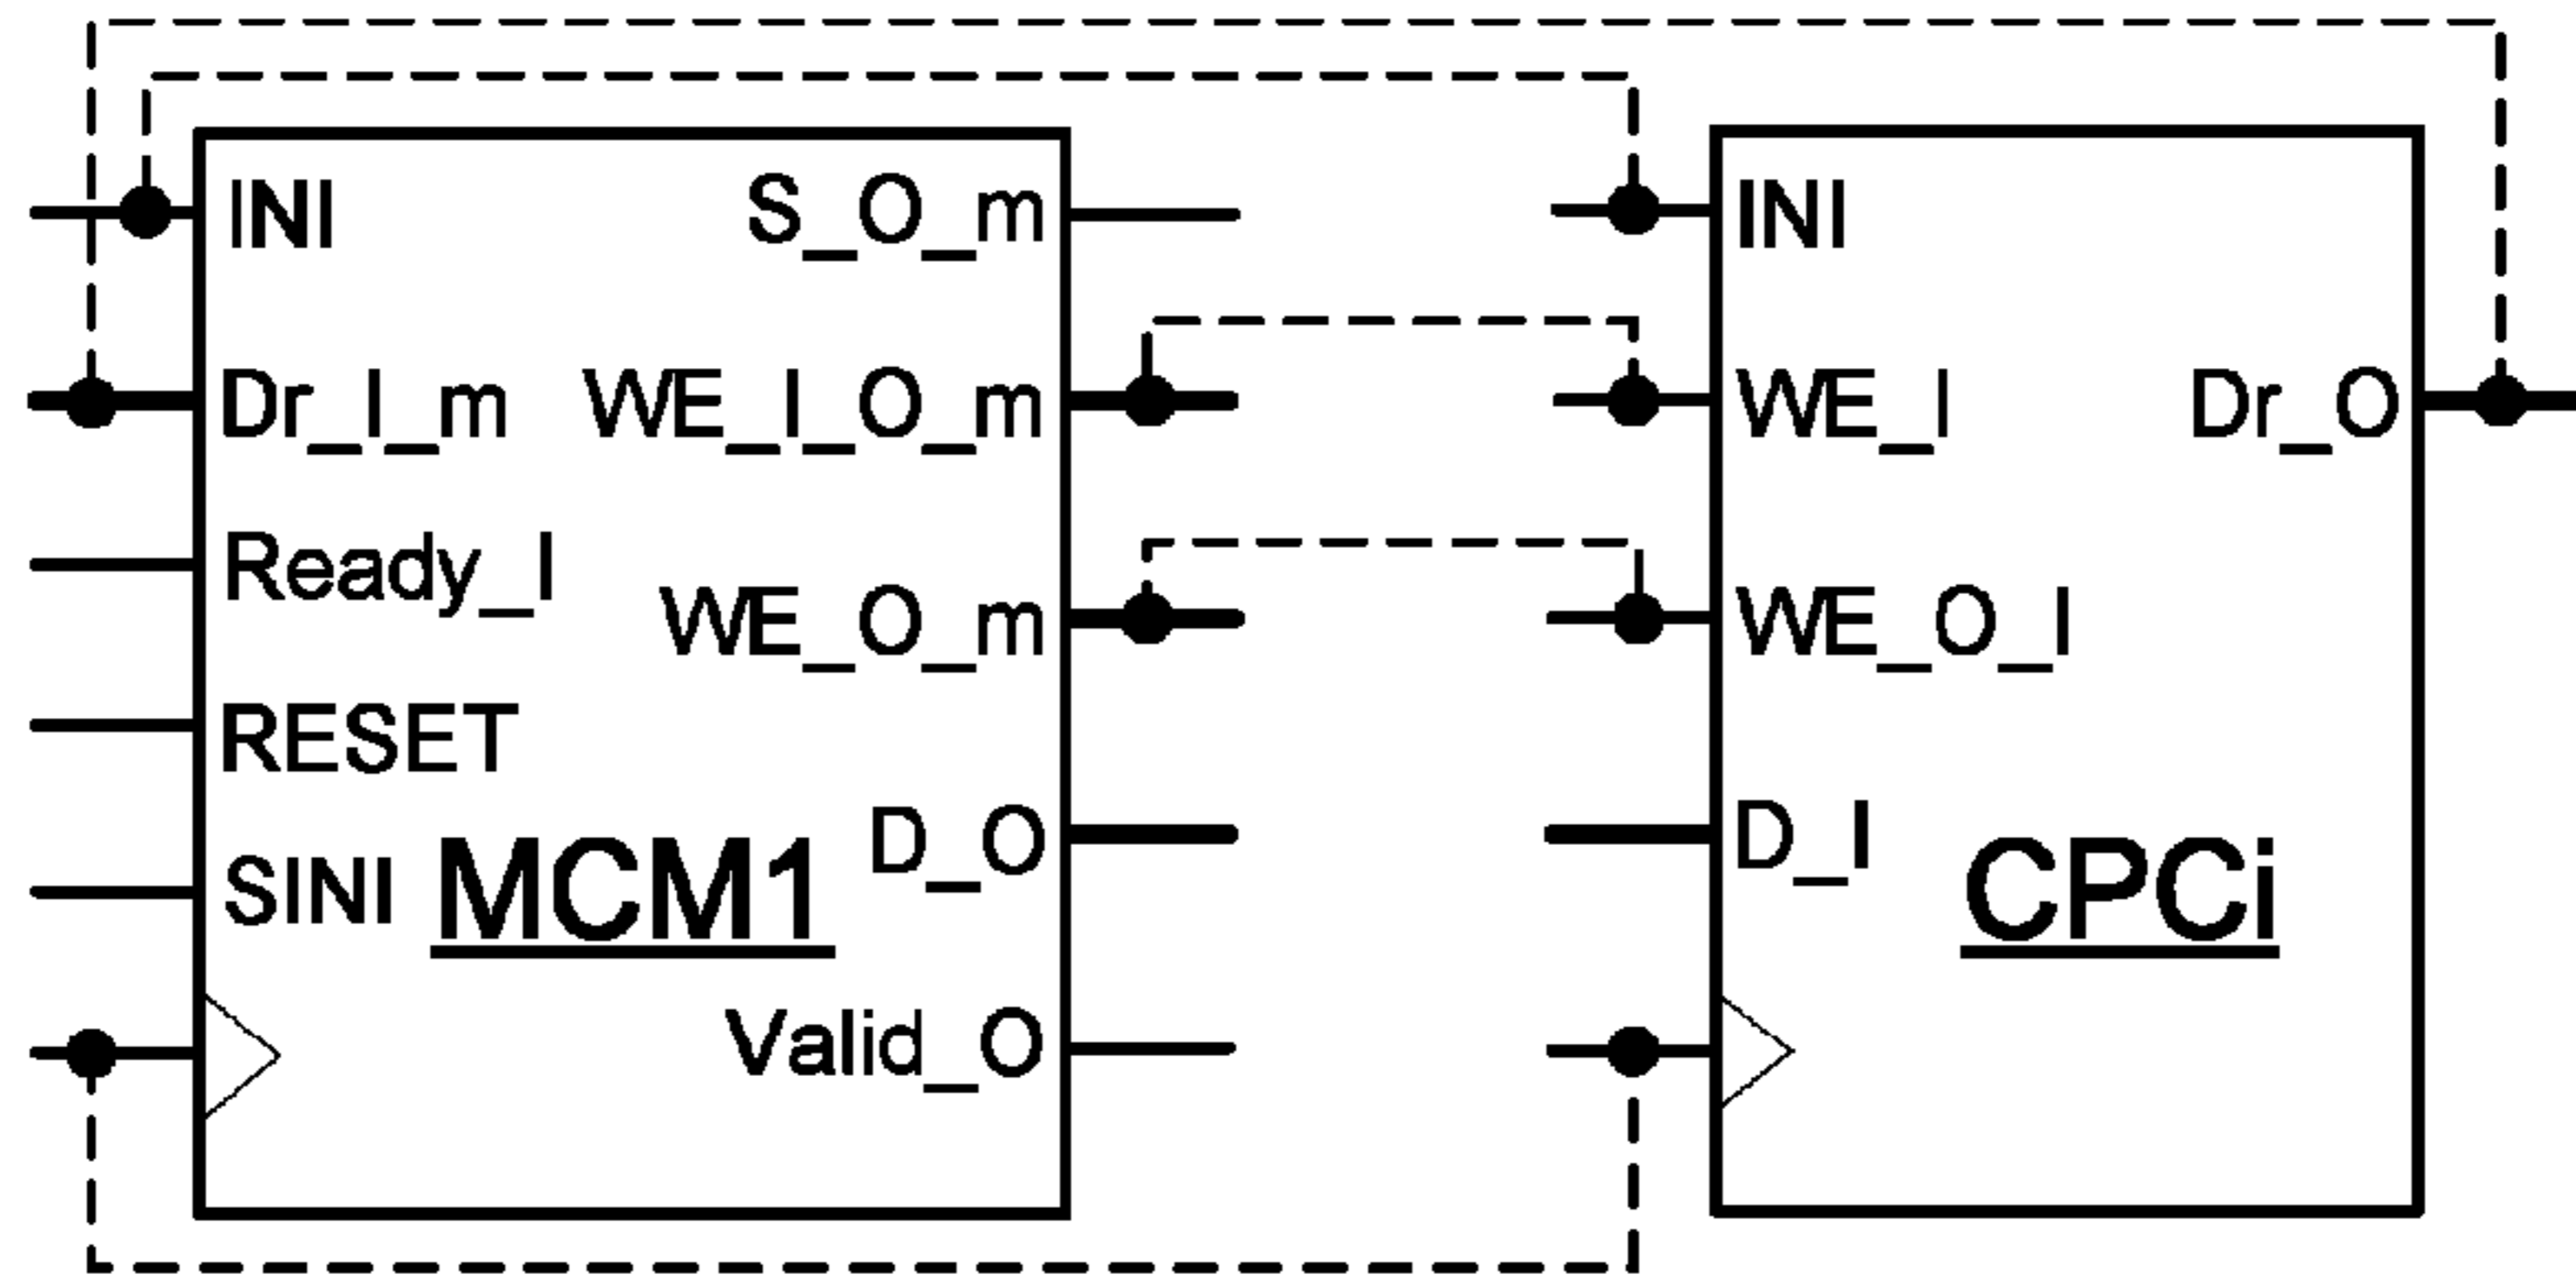 INI
S_O_m
Dr_I_m
WE_I_O_m
Ready_I
WE_O_m
RESET
D_O
SINI
MCM1
Valid_O
INI
WE_I
Dr_O
WE_O_I
D_I
CPCi